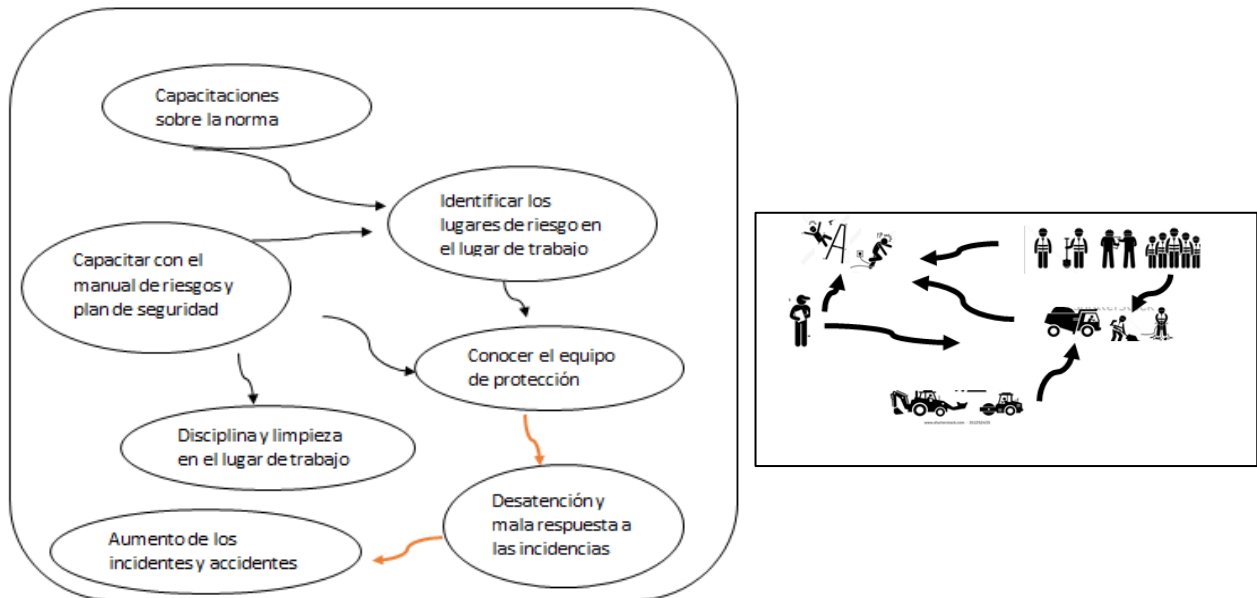 Capacitaciones
sobre la norma
Identificar los
lugares de riesgo en
el lugar de trabajo
Capacitar con el
manual de riesgos y
plan de seguridad
Conocer el equipo
de protección
Disciplina y limpieza
en el lugar de trabajo
Desatención y
mala respuesta a
las incidencias
Aumento de los
incidentes y accidentes